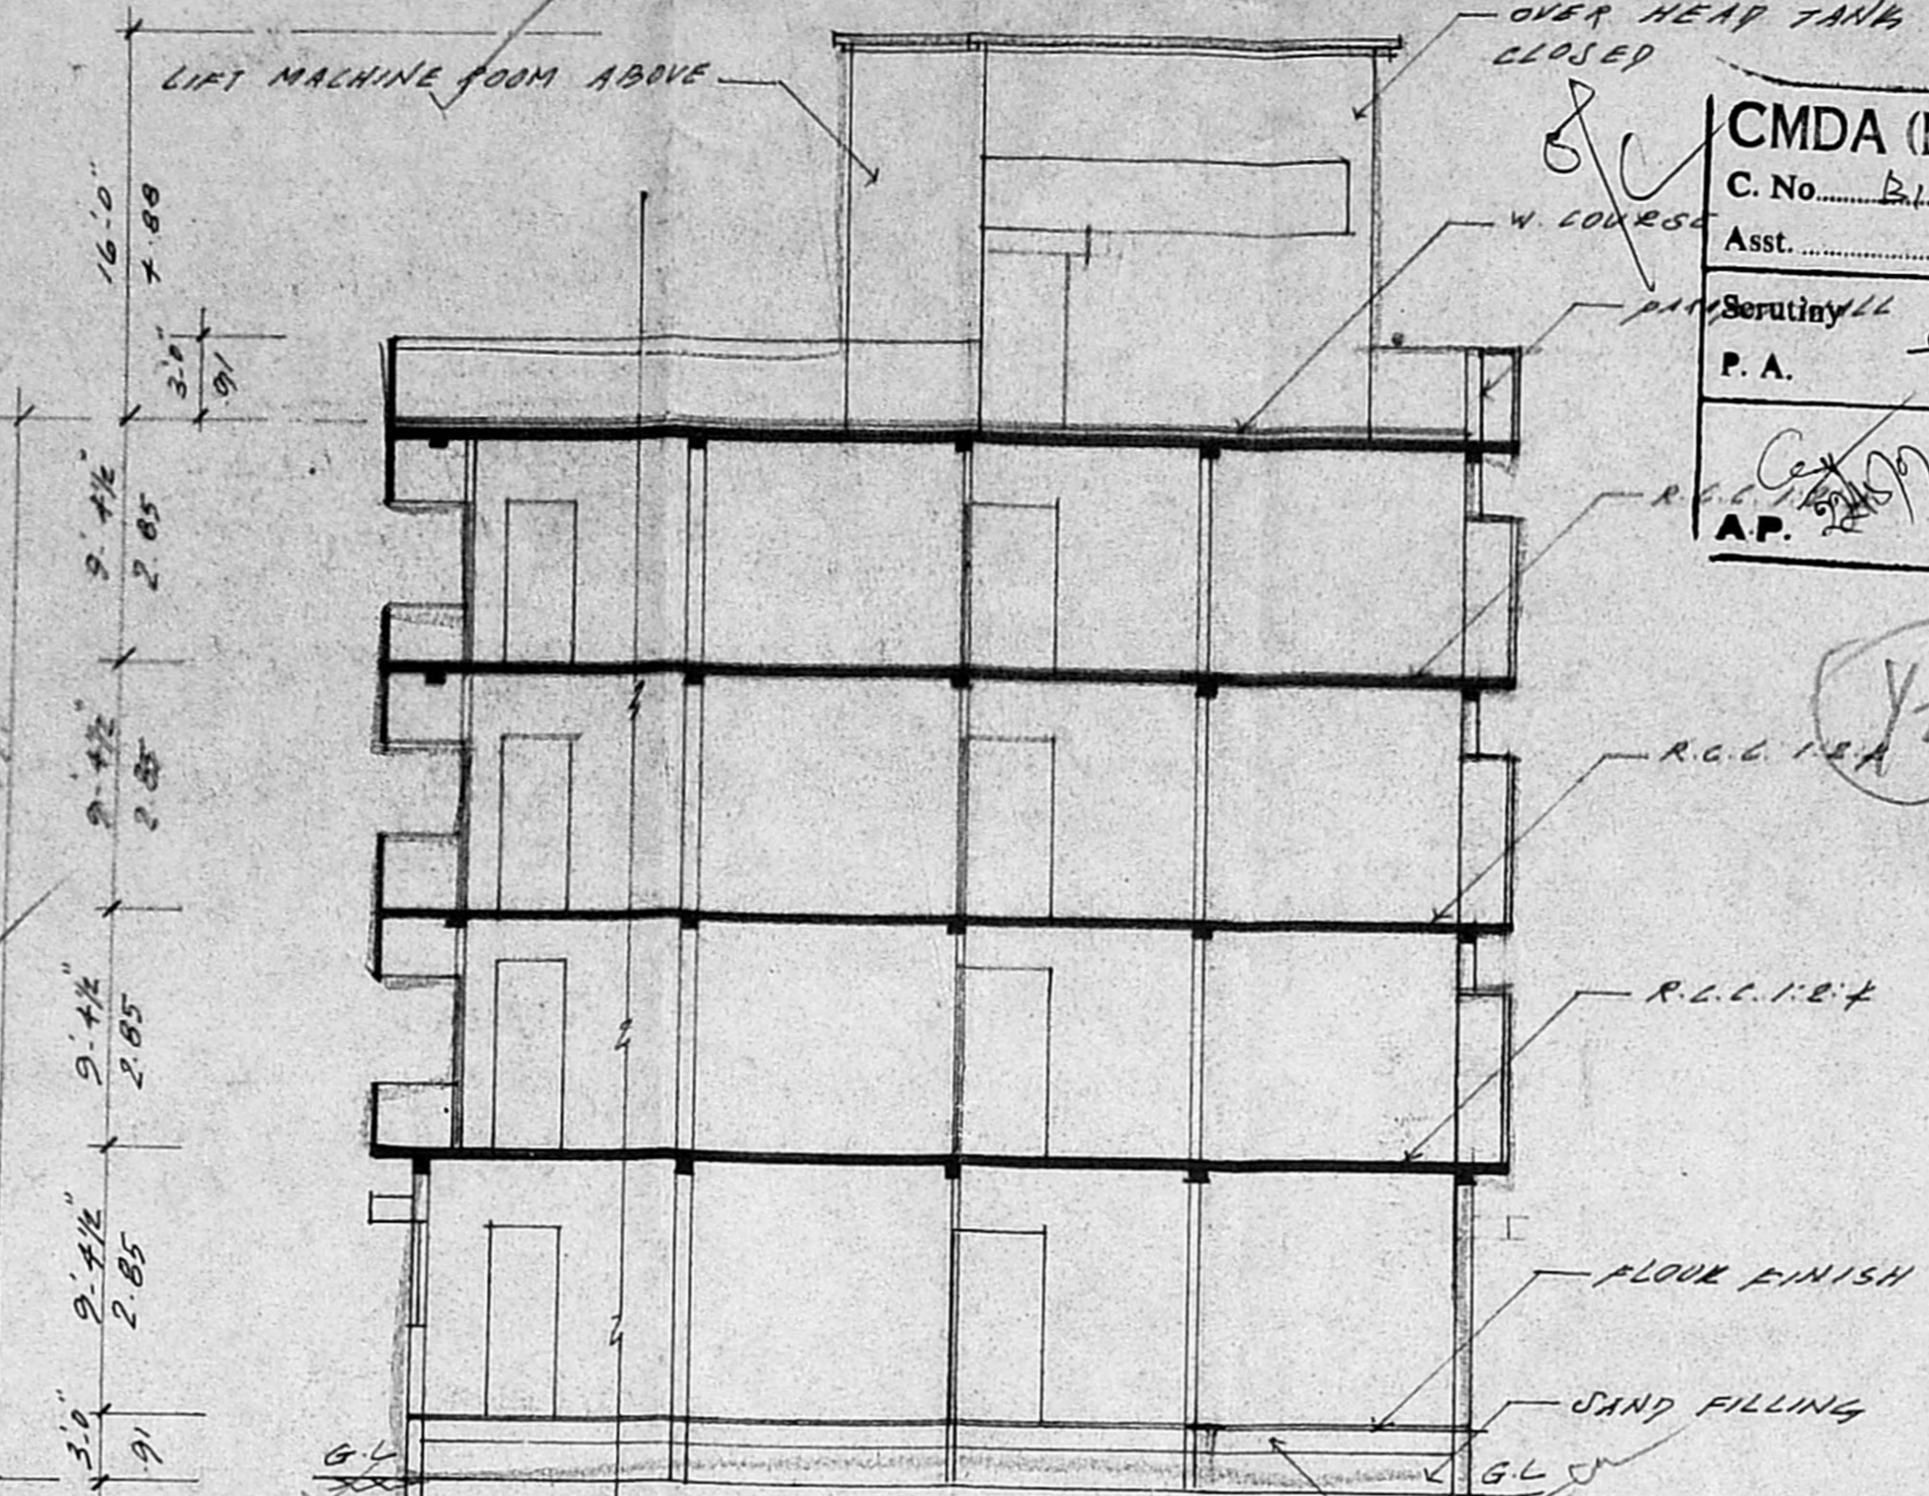 OVER HEAD TANK
CLOSED
LIFT MACHINE ROOM ABOVE
CMDA
C. No.
Asst.
W. COURSE
Scrutiny
P. A.
A.P.
16'-0"
4.88
3'-0"
.91
9'-4½"
2.85
R.C.C.
9'-4½"
2.85
R.C.C. 1:2:4
9'-4½"
2.85
R.C.C. 1:2:4
9'-4½"
2.85
FLOOR FINISH
SAND FILLING
3'-0"
.91
G.L
G.L